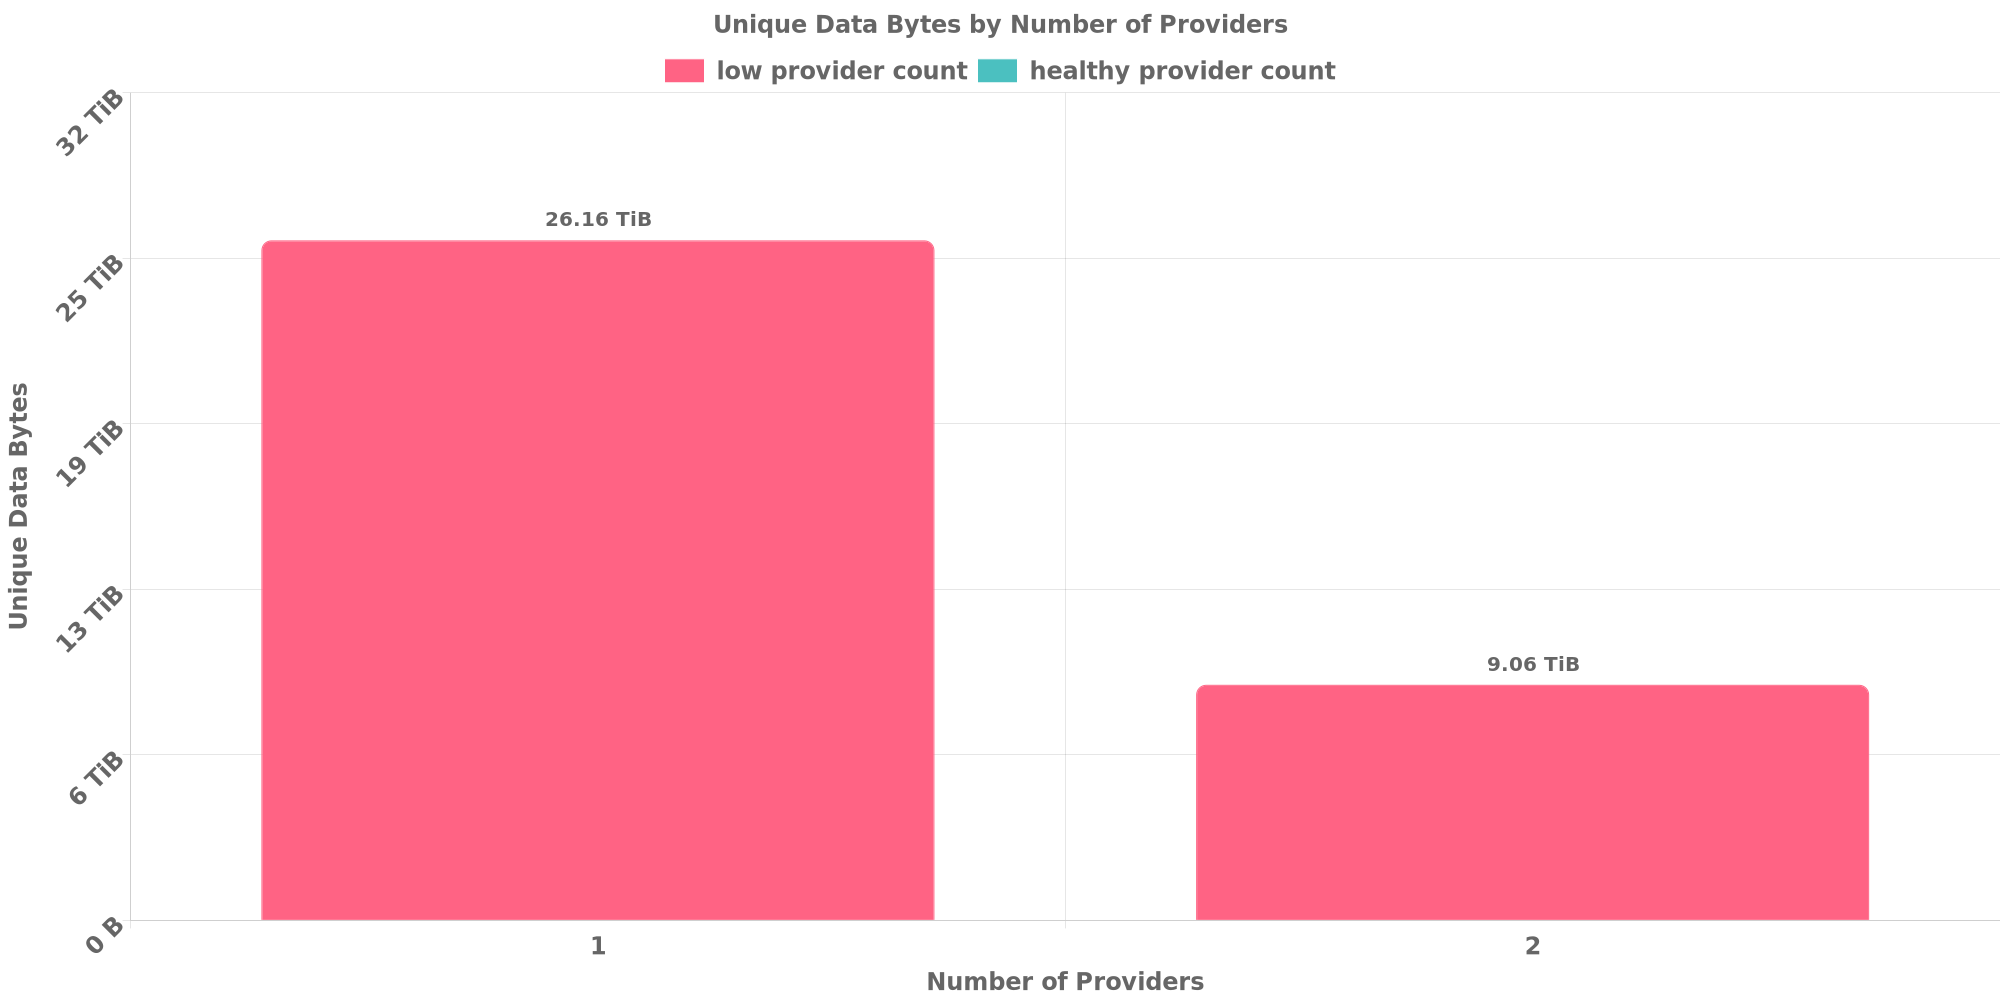 Unique Data Bytes by Number of Providers
low provider count healthy provider count
32 TiB
25 TiB
19 TiB
13 TiB
6 TiB
0 B
Unique Data Bytes
26.16 TiB
9.06 TiB
1 2
Number of Providers